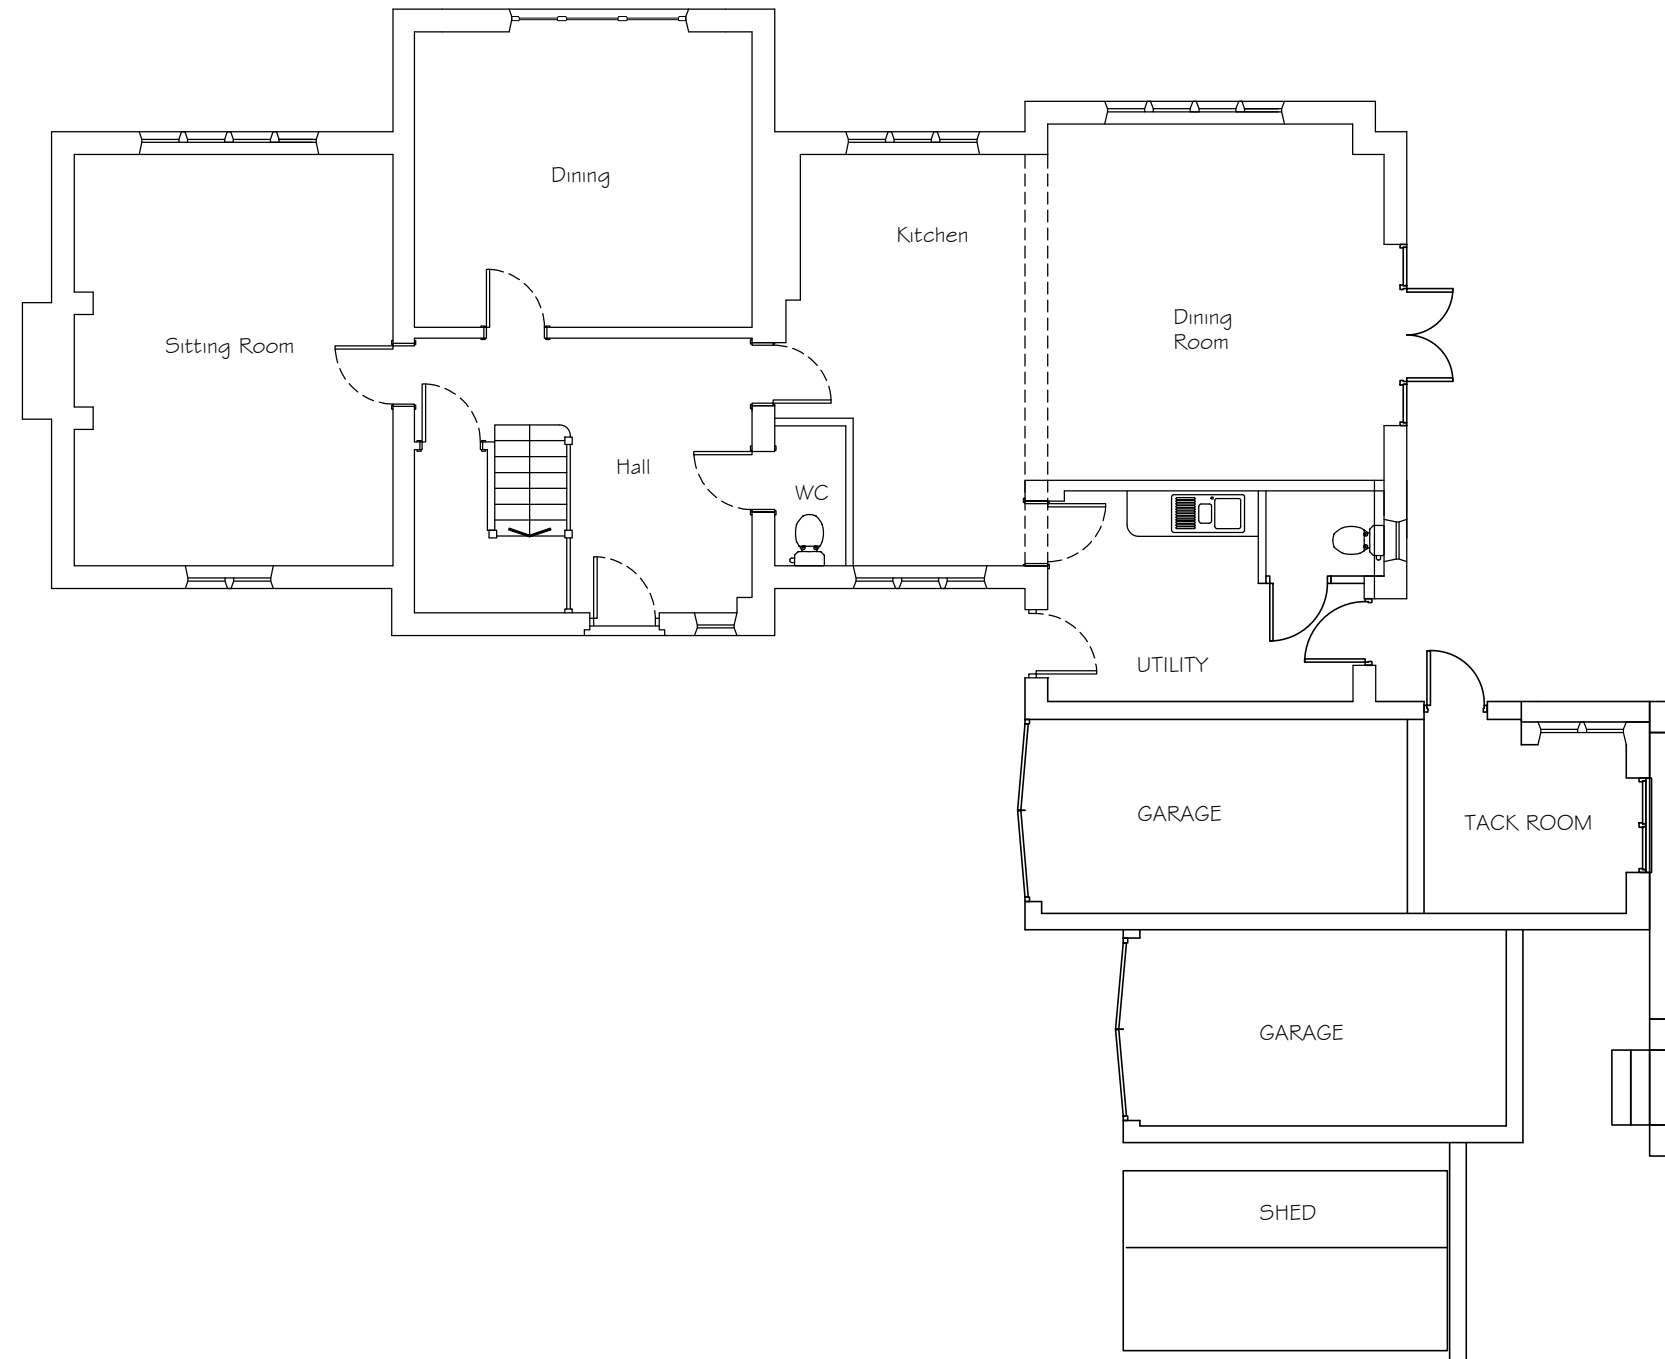 Dining
Kitchen
Sitting Room
Dining
Room
Hall
WC
UTILITY
GARAGE
TACK ROOM
GARAGE
SHED